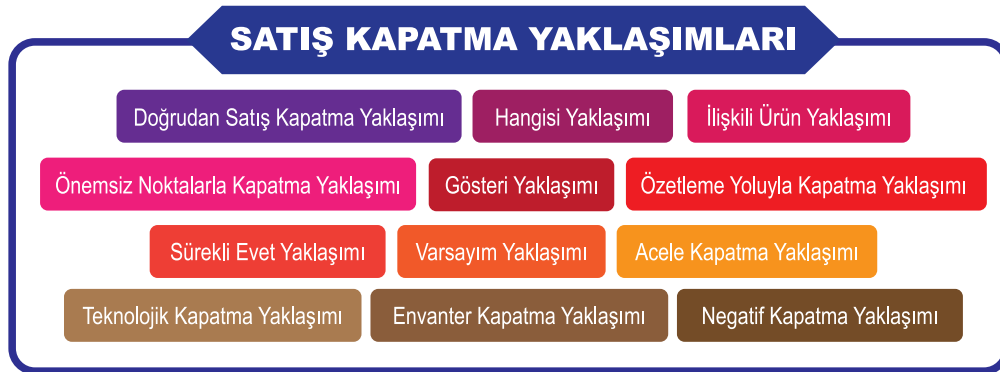 SATIŞ KAPATMA YAKLAŞIMLARI
Doğrudan Satış Kapatma Yaklaşımı
Hangisi Yaklaşımı
İlişkili Ürün Yaklaşımı
Önemsiz Noktalarla Kapatma Yaklaşımı
Gösteri Yaklaşımı
Özetleme Yoluyla Kapatma Yaklaşımı
Sürekli Evet Yaklaşımı
Varsayım Yaklaşımı
Acele Kapatma Yaklaşımı
Teknolojik Kapatma Yaklaşımı
Envanter Kapatma Yaklaşımı
Negatif Kapatma Yaklaşımı